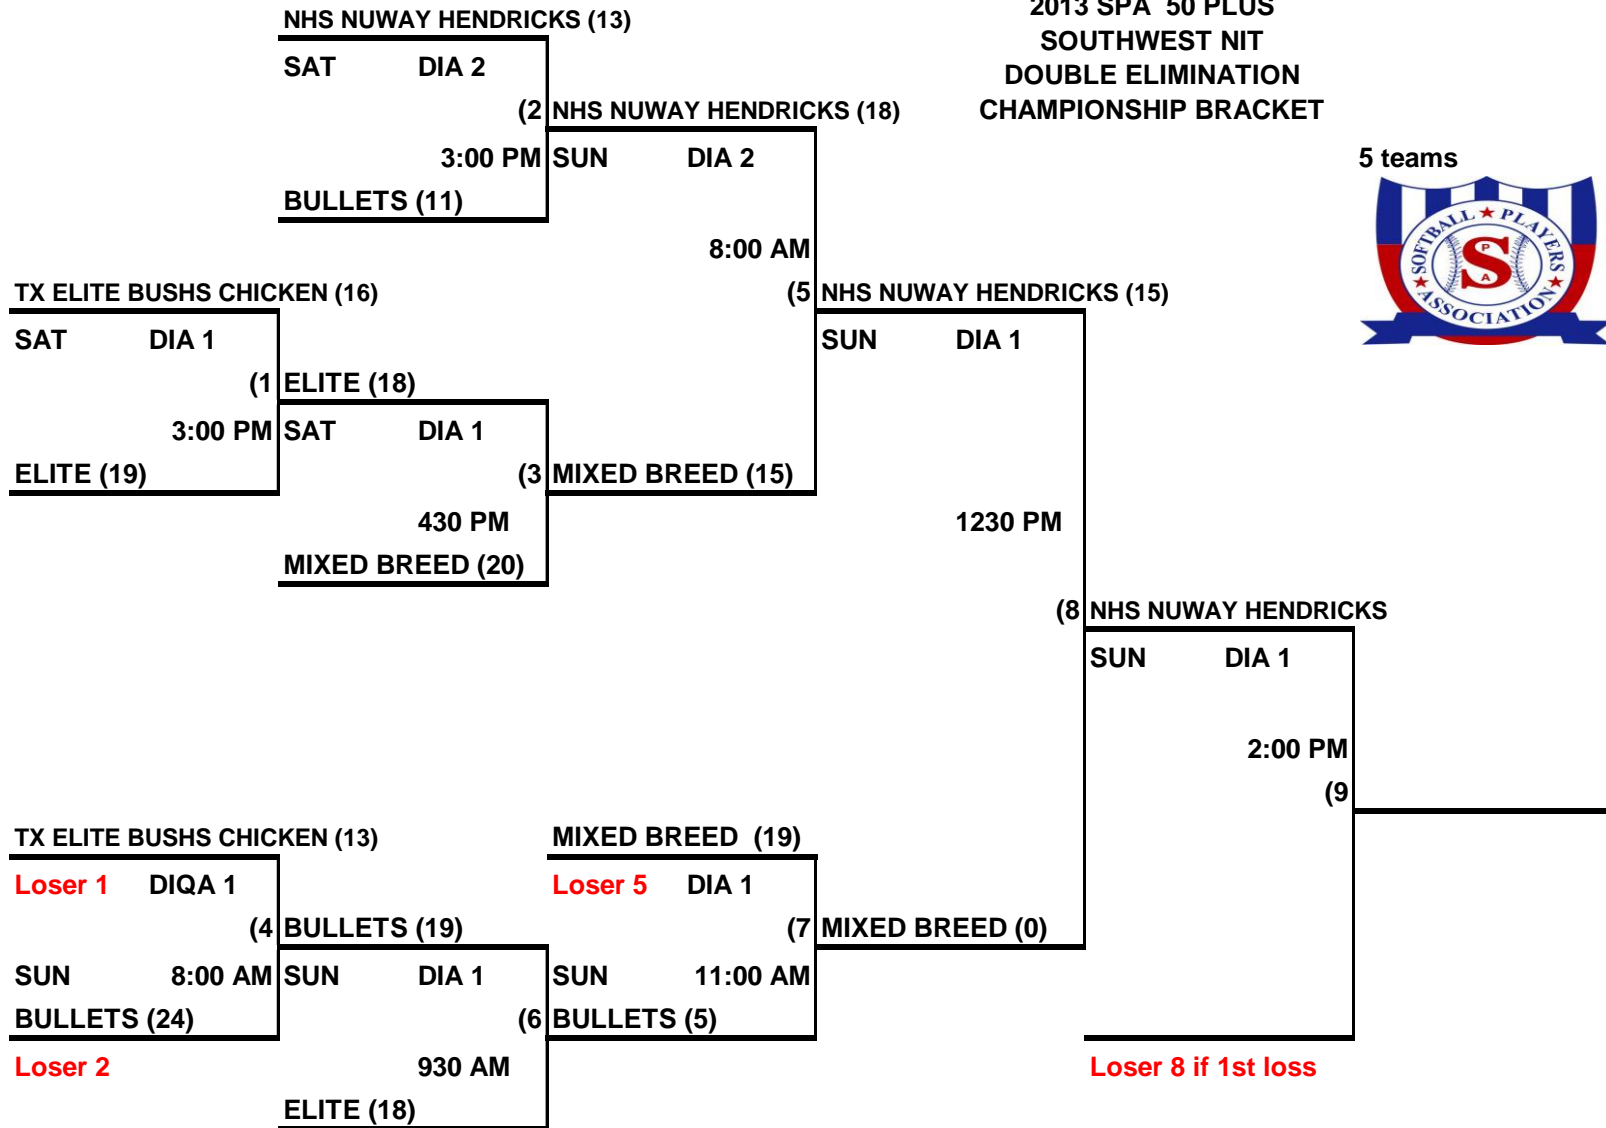 NHS NUWAY HENDRICKS (13)
2013 SPA 50 PLUS
SOUTHWEST NIT
DOUBLE ELIMINATION
CHAMPIONSHIP BRACKET
SAT DIA 2
(2 NHS NUWAY HENDRICKS (18)
3:00 PM SUN DIA 2
5 teams
BULLETS (11)
SOFTBALL ★ PLAYERS ★ ASSOCIATION ★
S
P
A
8:00 AM
TX ELITE BUSHS CHICKEN (16)
(5 NHS NUWAY HENDRICKS (15)
SAT DIA 1
SUN DIA 1
(1 ELITE (18)
3:00 PM SAT DIA 1
ELITE (19)
(3 MIXED BREED (15)
430 PM
1230 PM
MIXED BREED (20)
(8 NHS NUWAY HENDRICKS
SUN DIA 1
2:00 PM
(9
TX ELITE BUSHS CHICKEN (13)
MIXED BREED (19)
Loser 1 DIQA 1
Loser 5 DIA 1
(4 BULLETS (19)
(7 MIXED BREED (0)
SUN 8:00 AM SUN DIA 1 SUN 11:00 AM
BULLETS (24)
(6 BULLETS (5)
Loser 2
930 AM
Loser 8 if 1st loss
ELITE (18)